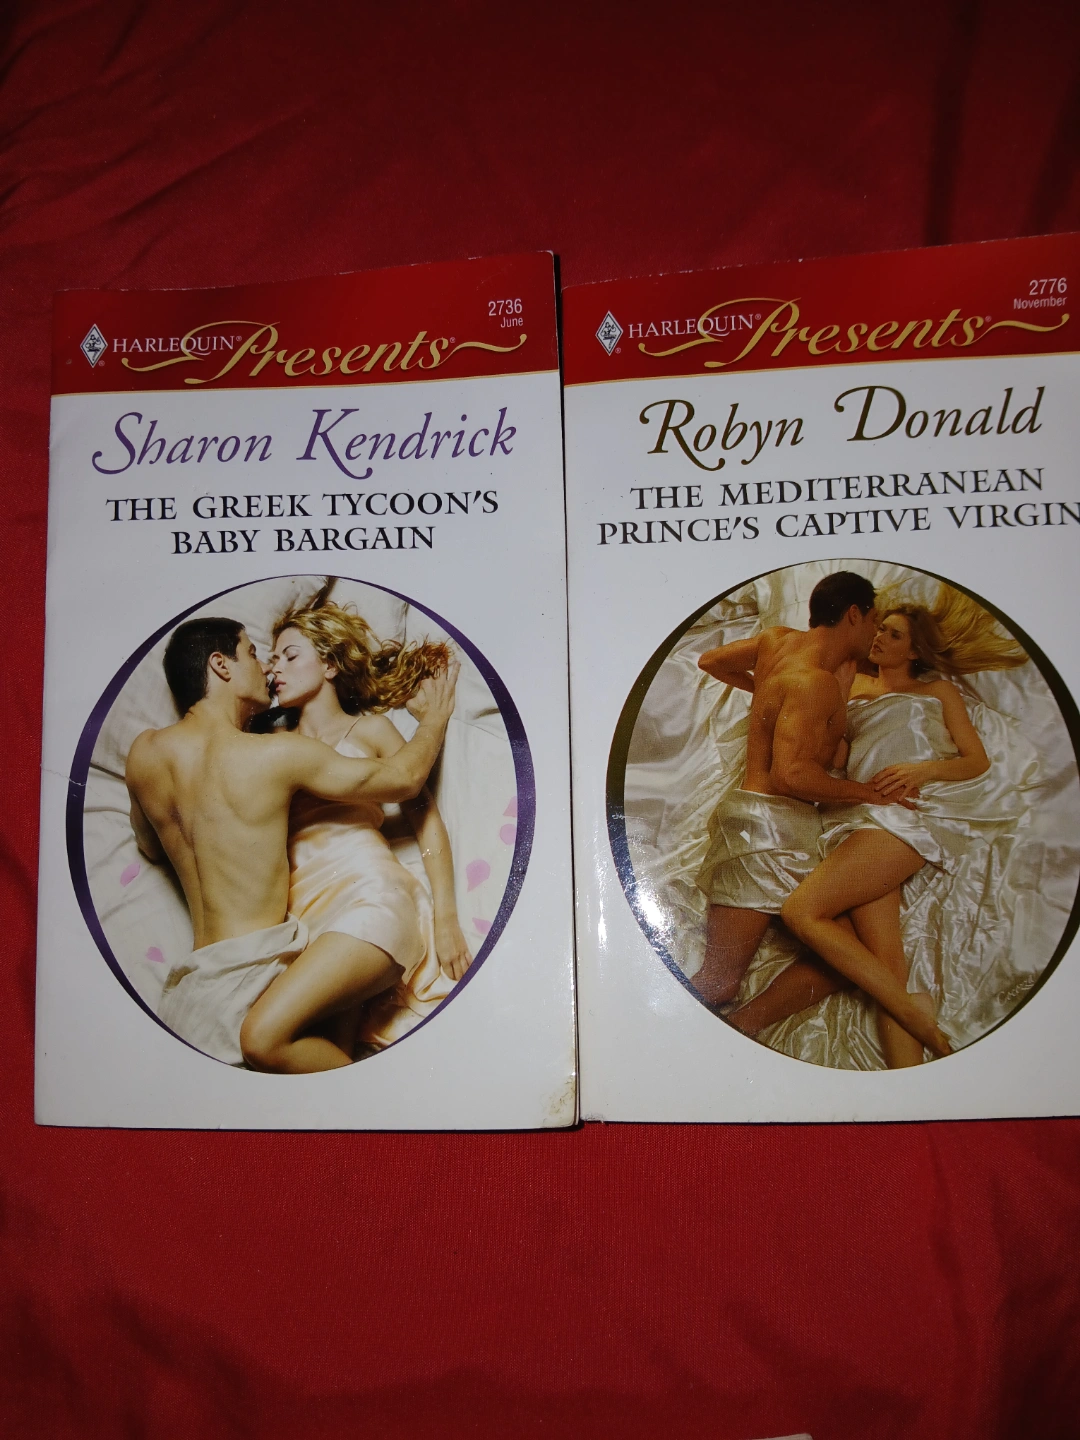 HARLEQUIN®
Presents®
2736
June
Sharon Kendrick
THE GREEK TYCOON'S
BABY BARGAIN
HARLEQUIN®
Presents®
2776
November
Robyn Donald
THE MEDITERRANEAN
PRINCE'S CAPTIVE VIRGIN